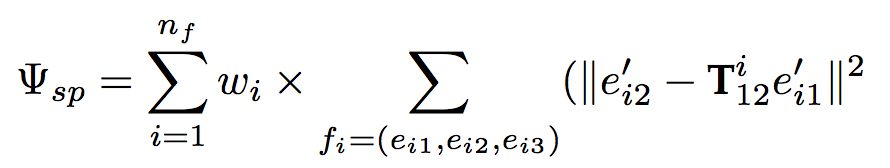 Ψ_{sp} = \sum_{i=1}^{n_f} w_i × \sum_{f_i=(e_{i1},e_{i2},e_{i3})} (‖e'_{i2} − \mathbf{T}^i_{12} e'_{i1}‖^2